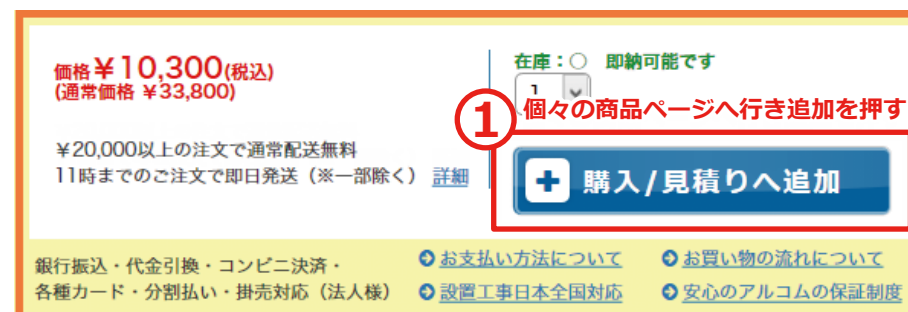 価格￥10,300(税込)
(通常価格 ￥33,800)
￥20,000以上の注文で通常配送無料
11時までのご注文で即日発送（※一部除く） 詳細
在庫：○ 即納可能です
1
① 個々の商品ページへ行き追加を押す
+ 購入/見積りへ追加
銀行振込・代金引換・コンビニ決済・
各種カード・分割払い・掛売対応（法人様）
お支払い方法について
お買い物の流れについて
設置工事日本全国対応
安心のアルコムの保証制度